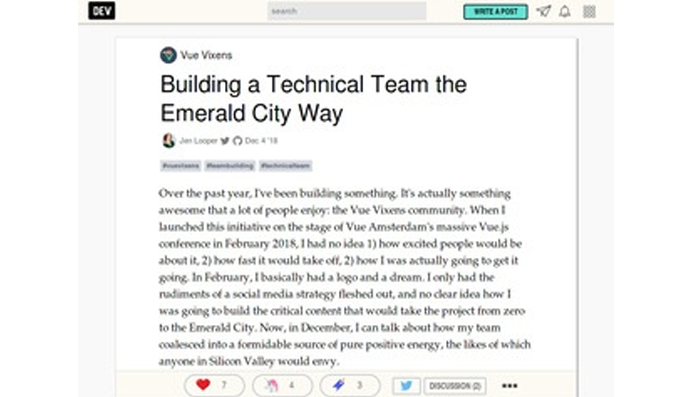 DEV
search
WRITE A POST
Vue Vixens
Building a Technical Team the
Emerald City Way
Jen Looper Dec 4 '18
#vuevixens #teambuilding #technicalteam
Over the past year, I've been building something. It's actually something
awesome that a lot of people enjoy: the Vue Vixens community. When I
launched this initiative on the stage of Vue Amsterdam's massive Vue.js
conference in February 2018, I had no idea 1) how excited people would be
about it, 2) how fast it would take off, 2) how I was actually going to get it
going. In February, I basically had a logo and a dream. I only had the
rudiments of a social media strategy fleshed out, and no clear idea how I
was going to build the critical content that would take the project from zero
to the Emerald City. Now, in December, I can talk about how my team
coalesced into a formidable source of pure positive energy, the likes of which
anyone in Silicon Valley would envy.
7 4 3 DISCUSSION (2)